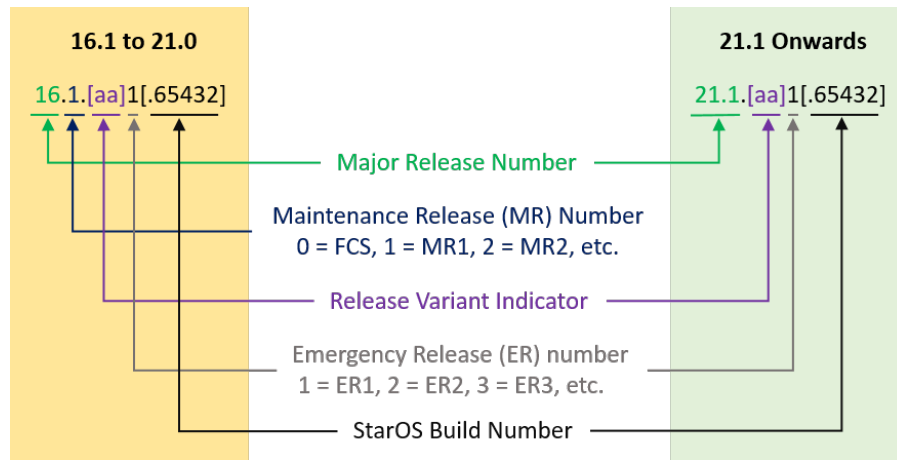 16.1 to 21.0
21.1 Onwards
16.1.[aa]1[.65432]
21.1.[aa]1[.65432]
Major Release Number
Maintenance Release (MR) Number
0 = FCS, 1 = MR1, 2 = MR2, etc.
Release Variant Indicator
Emergency Release (ER) number
1 = ER1, 2 = ER2, 3 = ER3, etc.
StarOS Build Number